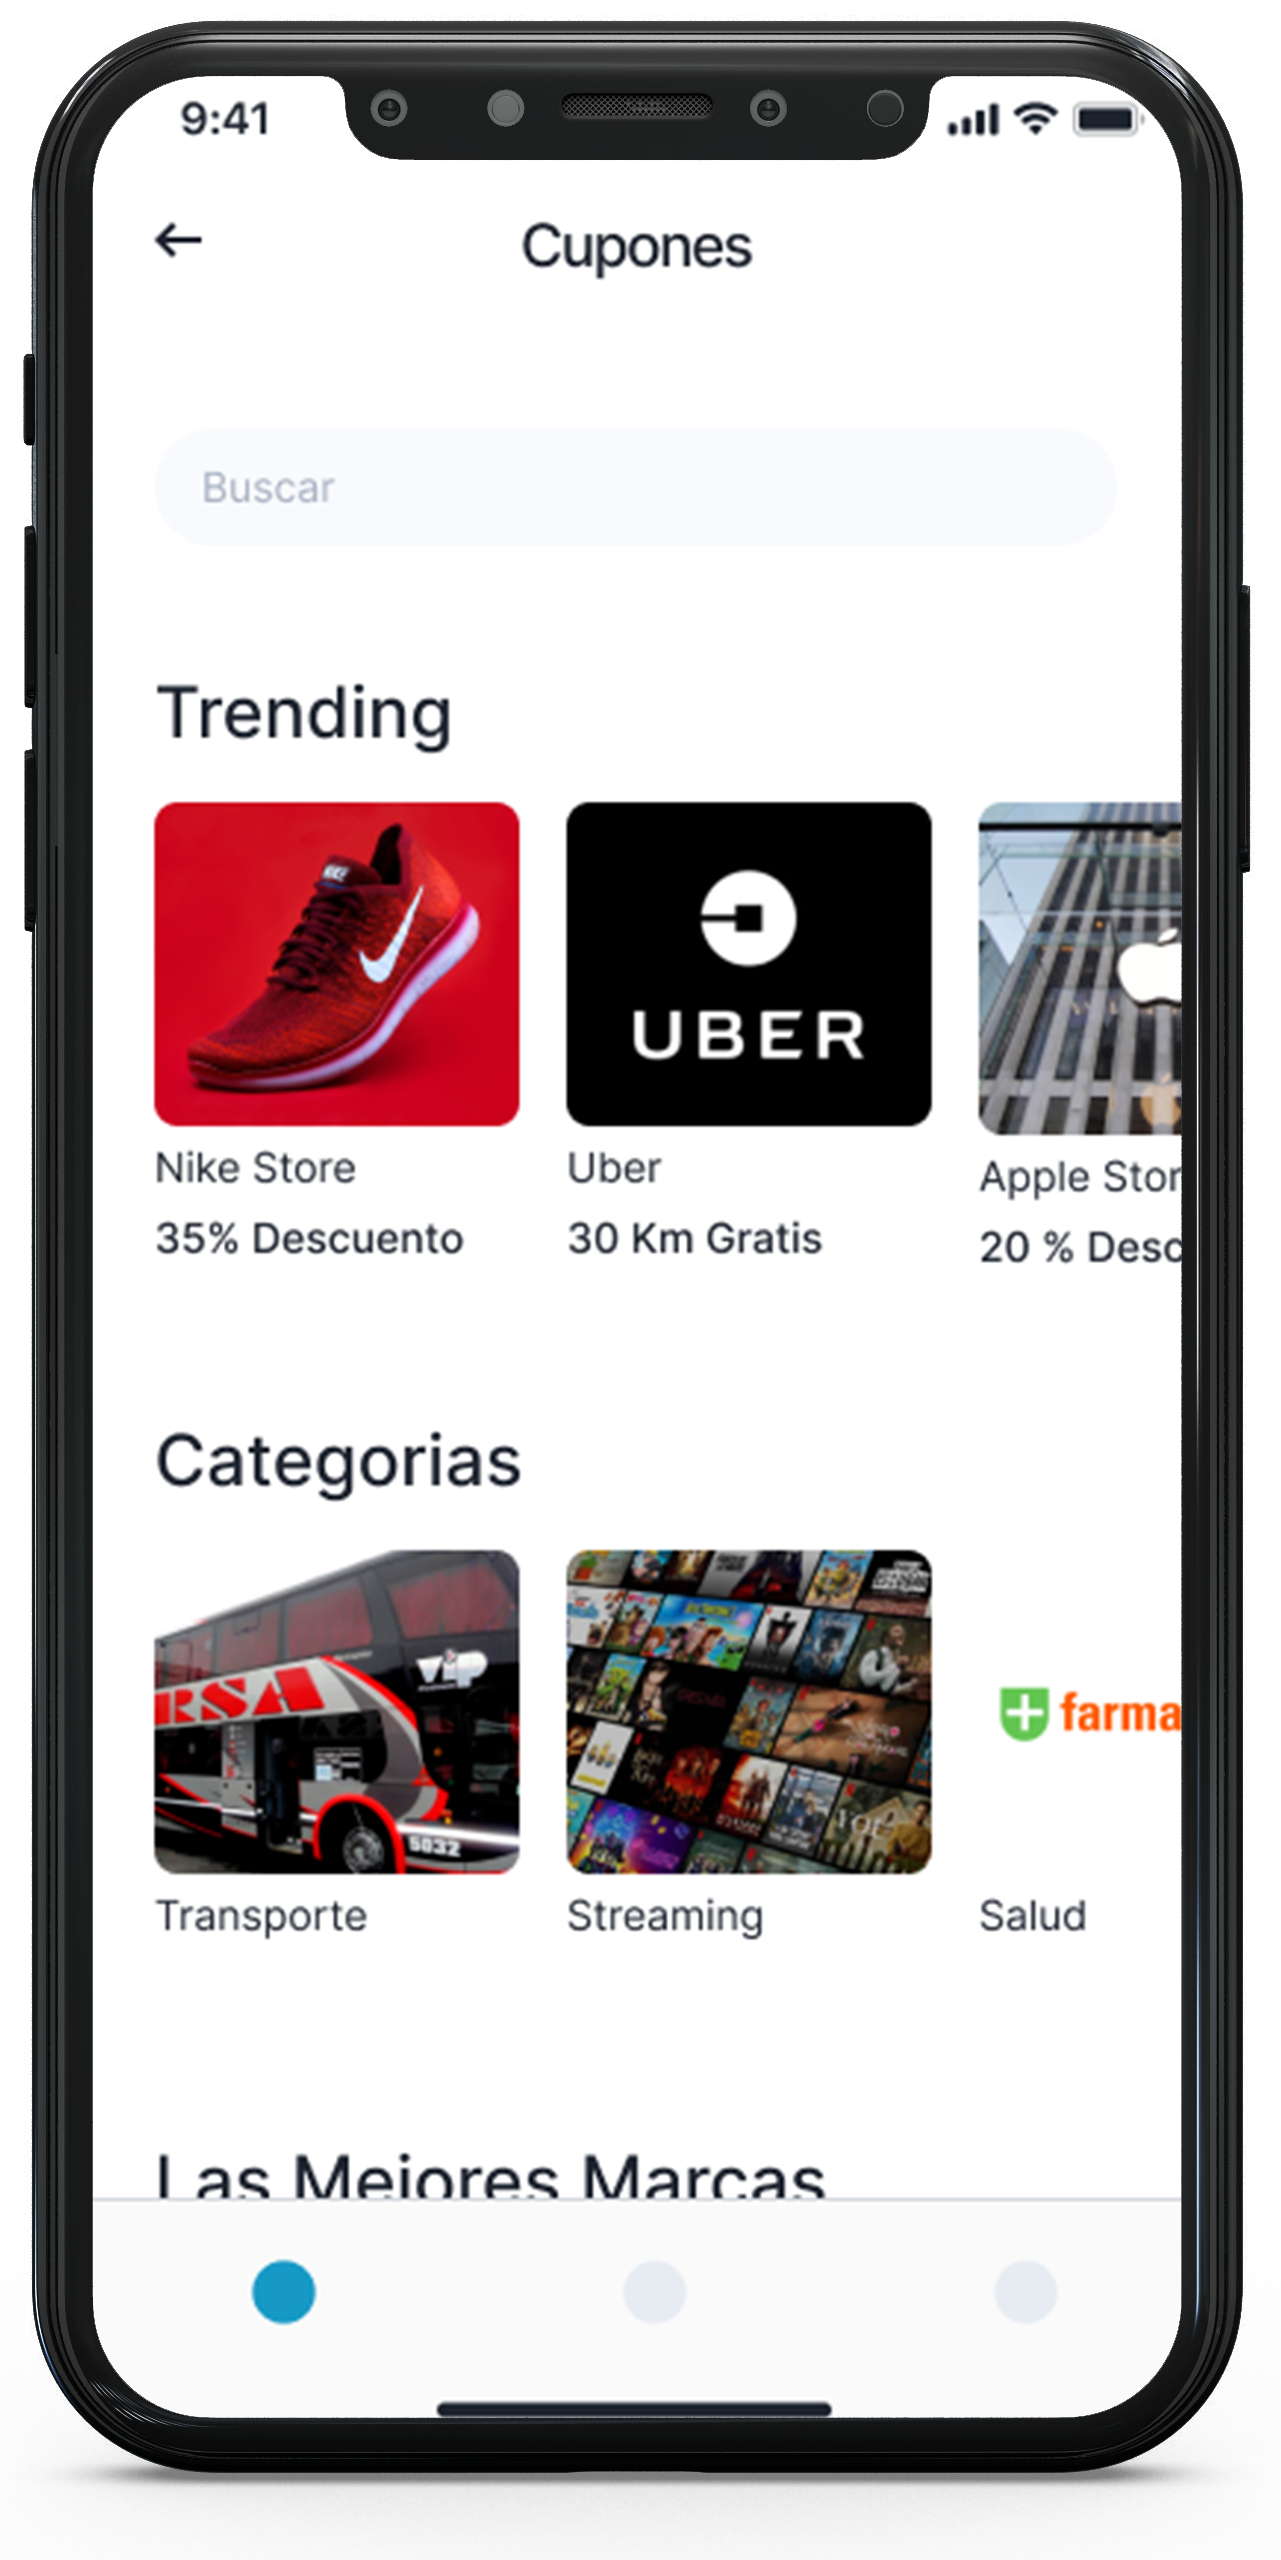 9:41
Cupones
Buscar
Trending
UBER
Nike Store
Uber
Apple Stor
35% Descuento
30 Km Gratis
20 % Desc
Categorias
RSA
vip
5032
YOU
farma
Transporte
Streaming
Salud
Las Mejores Marcas